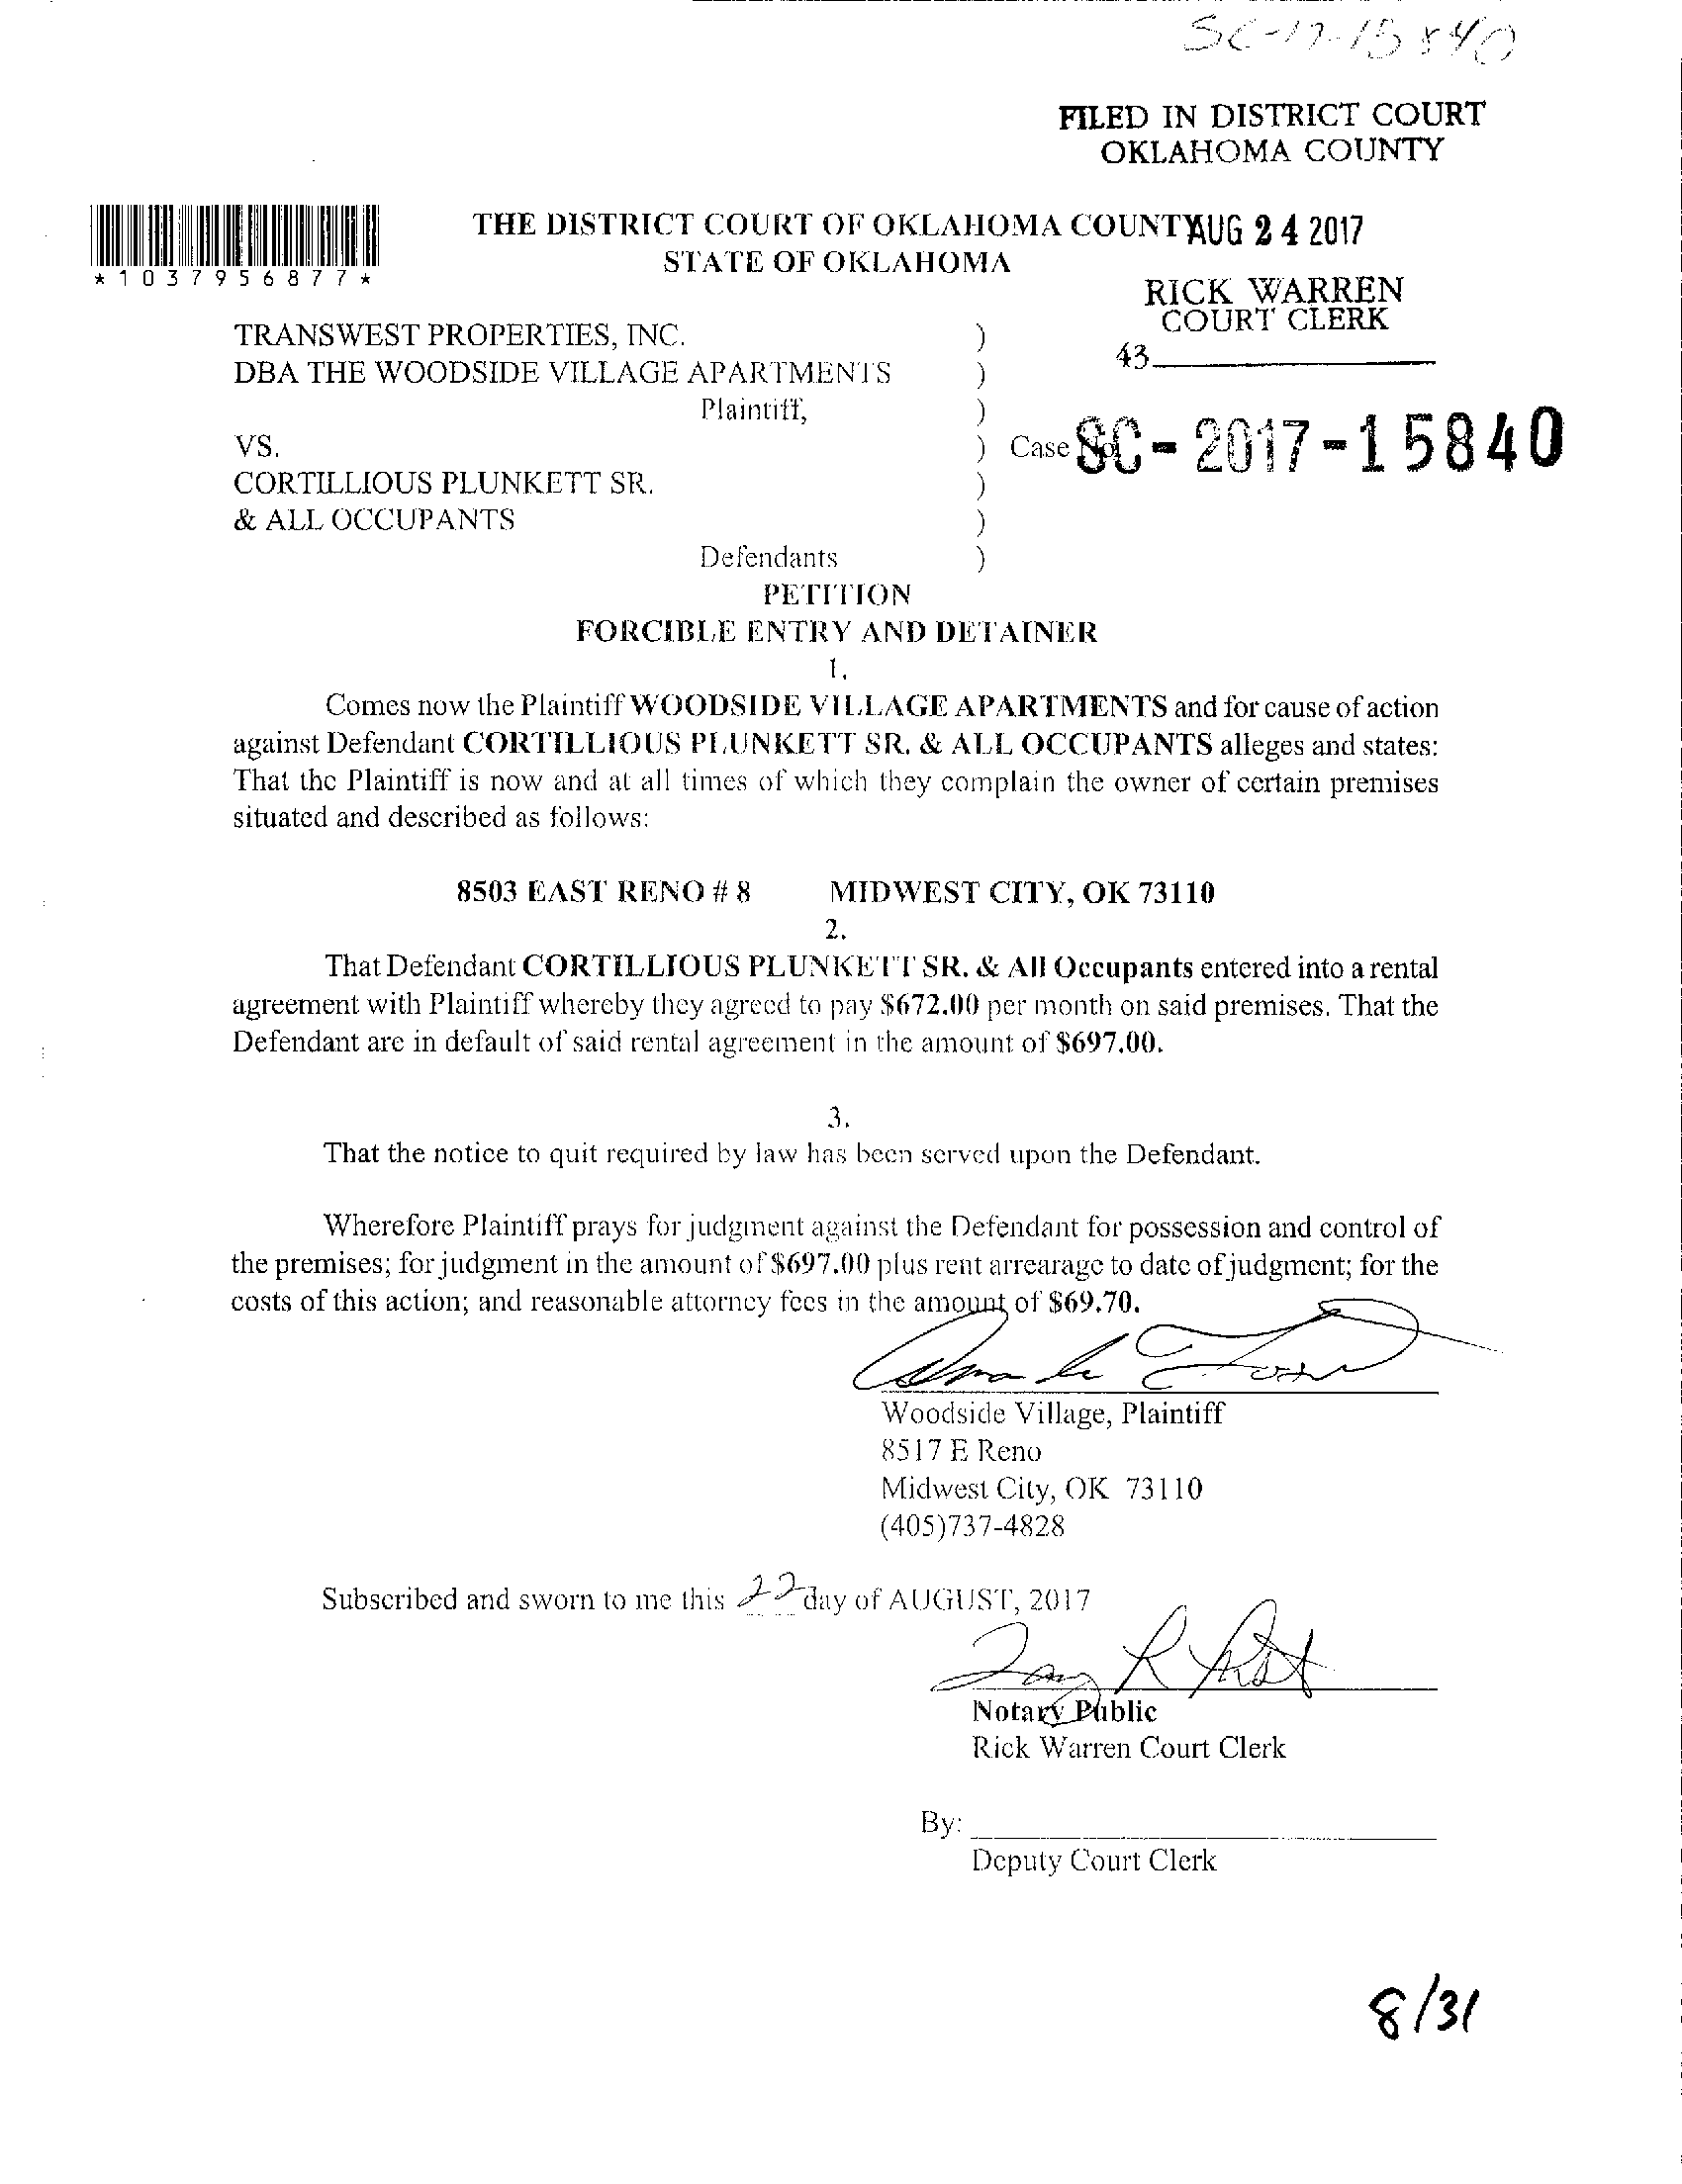 SC-17-15840
FILED IN DISTRICT COURT
OKLAHOMA COUNTY
THE DISTRICT COURT OF OKLAHOMA COUNTY AUG 24 2017
STATE OF OKLAHOMA
*1037956877*
RICK WARREN
COURT CLERK
43
TRANSWEST PROPERTIES, INC. )
DBA THE WOODSIDE VILLAGE APARTMENTS )
Plaintiff, )
VS. ) Case No. SC-2017-15840
CORTILLIOUS PLUNKETT SR. )
& ALL OCCUPANTS )
Defendants )
PETITION
FORCIBLE ENTRY AND DETAINER
1.
Comes now the Plaintiff WOODSIDE VILLAGE APARTMENTS and for cause of action
against Defendant CORTILLIOUS PLUNKETT SR. & ALL OCCUPANTS alleges and states:
That the Plaintiff is now and at all times of which they complain the owner of certain premises
situated and described as follows:
8503 EAST RENO # 8 MIDWEST CITY, OK 73110
2.
That Defendant CORTILLIOUS PLUNKETT SR. & All Occupants entered into a rental
agreement with Plaintiff whereby they agreed to pay $672.00 per month on said premises. That the
Defendant are in default of said rental agreement in the amount of $697.00.
3.
That the notice to quit required by law has been served upon the Defendant.
Wherefore Plaintiff prays for judgment against the Defendant for possession and control of
the premises; for judgment in the amount of $697.00 plus rent arrearage to date of judgment; for the
costs of this action; and reasonable attorney fees in the amount of $69.70.
Woodside Village, Plaintiff
8517 E Reno
Midwest City, OK 73110
(405)737-4828
Subscribed and sworn to me this 22 day of AUGUST, 2017
Notary Public
Rick Warren Court Clerk
By:
Deputy Court Clerk
8/31